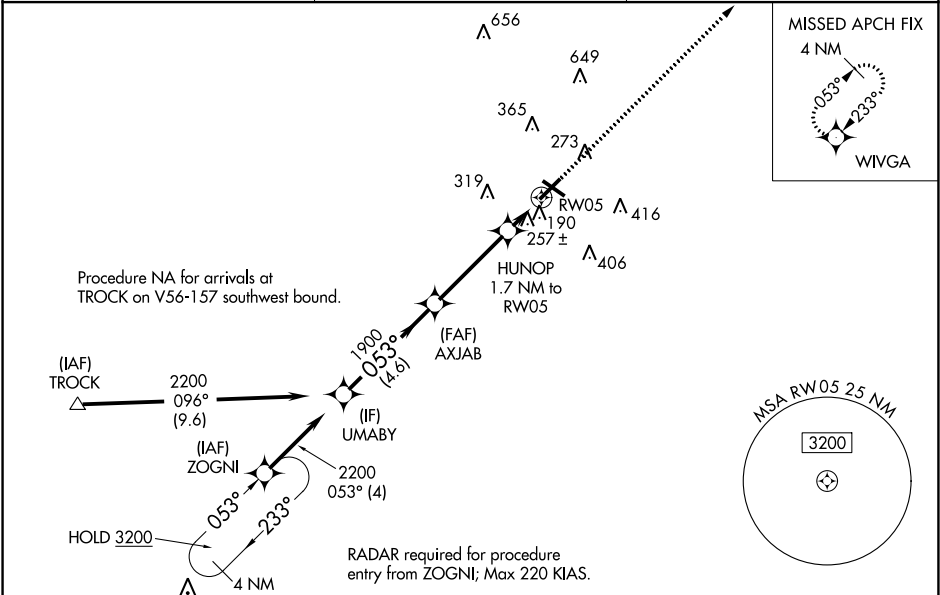 656
649
365
273
319
RW05
190
257 ±
416
406
MISSED APCH FIX
4 NM
053°
233°
WIVGA
HUNOP
1.7 NM to
RW05
Procedure NA for arrivals at
TROCK on V56-157 southwest bound.
(FAF)
AXJAB
1900
053°
(4.6)
(IAF)
TROCK
2200
096°
(9.6)
(IF)
UMABY
(IAF)
ZOGNI
2200
053° (4)
053°
233°
HOLD 3200
4 NM
RADAR required for procedure
entry from ZOGNI; Max 220 KIAS.
MSA RW05 25 NM
3200